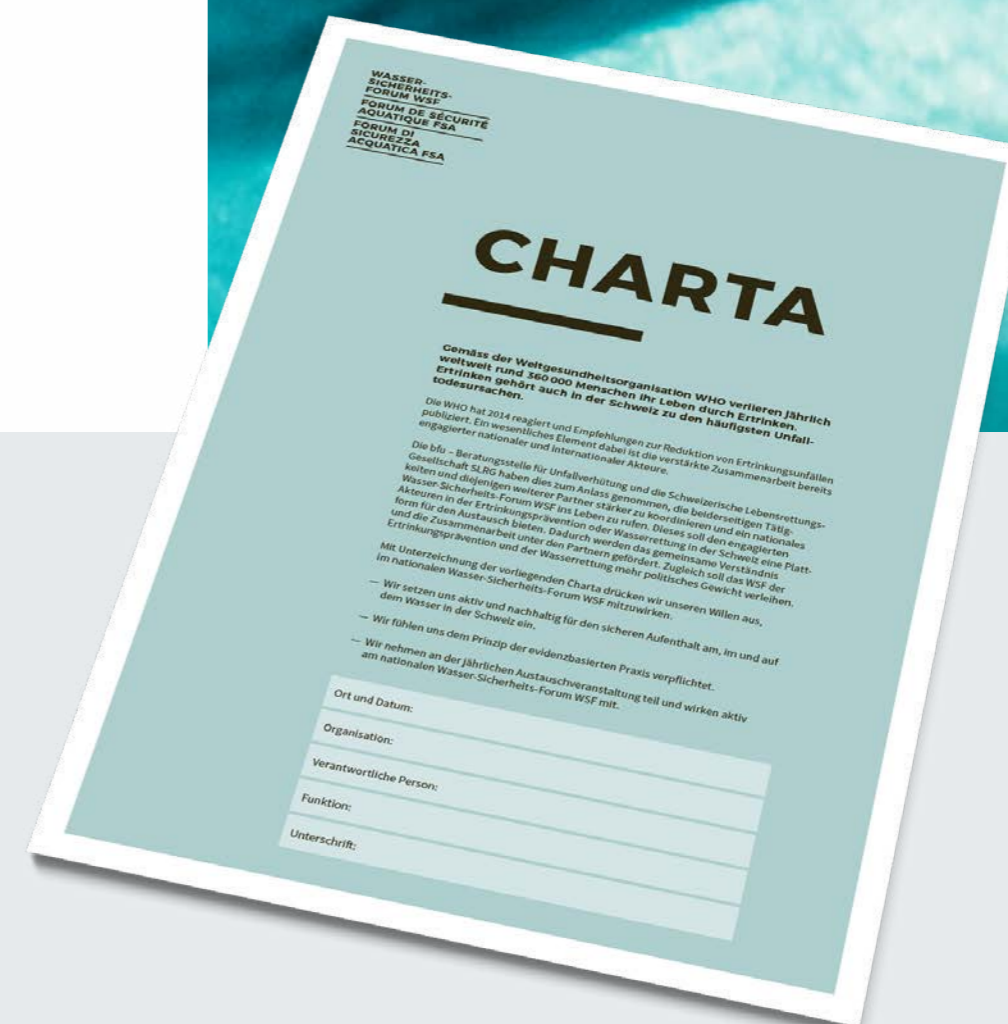 WASSER-
SICHERHEITS-
FORUM WSF
FORUM DE SÉCURITÉ
AQUATIQUE FSA
FORUM DI
SICUREZZA
ACQUATICA FSA
CHARTA
Gemäss der Weltgesundheitsorganisation WHO verlieren jährlich
weltweit rund 360 000 Menschen ihr Leben durch Ertrinken.
Ertrinken gehört auch in der Schweiz zu den häufigsten Unfall-
todesursachen.
Die WHO hat 2014 reagiert und Empfehlungen zur Reduktion von Ertrinkungsunfällen
publiziert. Ein wesentliches Element dabei ist die verstärkte Zusammenarbeit bereits
engagierter nationaler und internationaler Akteure.
Die bfu – Beratungsstelle für Unfallverhütung und die Schweizerische Lebensrettungs-
Gesellschaft SLRG haben dies zum Anlass genommen, die beiderseitigen Tätig-
keiten und diejenigen weiterer Partner stärker zu koordinieren und ein nationales
Wasser-Sicherheits-Forum WSF ins Leben zu rufen. Dieses soll den engagierten
Akteuren in der Ertrinkungsprävention oder Wasserrettung in der Schweiz eine Platt-
form für den Austausch bieten. Dadurch werden das gemeinsame Verständnis
und die Zusammenarbeit unter den Partnern gefördert. Zugleich soll das WSF der
Ertrinkungsprävention und der Wasserrettung mehr politisches Gewicht verleihen.
Mit Unterzeichnung der vorliegenden Charta drücken wir unseren Willen aus,
im nationalen Wasser-Sicherheits-Forum WSF mitzuwirken.
— Wir setzen uns aktiv und nachhaltig für den sicheren Aufenthalt am, im und auf
dem Wasser in der Schweiz ein.
— Wir fühlen uns dem Prinzip der evidenzbasierten Praxis verpflichtet.
— Wir nehmen an der jährlichen Austauschveranstaltung teil und wirken aktiv
am nationalen Wasser-Sicherheits-Forum WSF mit.
Ort und Datum:
Organisation:
Verantwortliche Person:
Funktion:
Unterschrift: